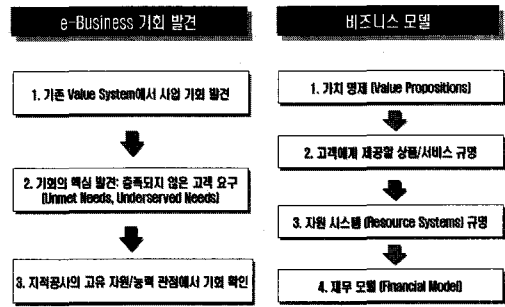 e-Business 기회 발견
1. 기존 Value System에서 사업 기회 발견
2. 기회의 핵심 발견: 충족되지 않은 고객 요구
(Unmet Needs, Underserved Needs)
3. 지적공사의 고유 자원/능력 관점에서 기회 확인
비즈니스 모델
1. 가치 명제 (Value Propositions)
2. 고객에게 제공할 상품/서비스 규명
3. 자원 시스템 (Resource Systems) 규명
4. 재무 모델 (Financial Model)